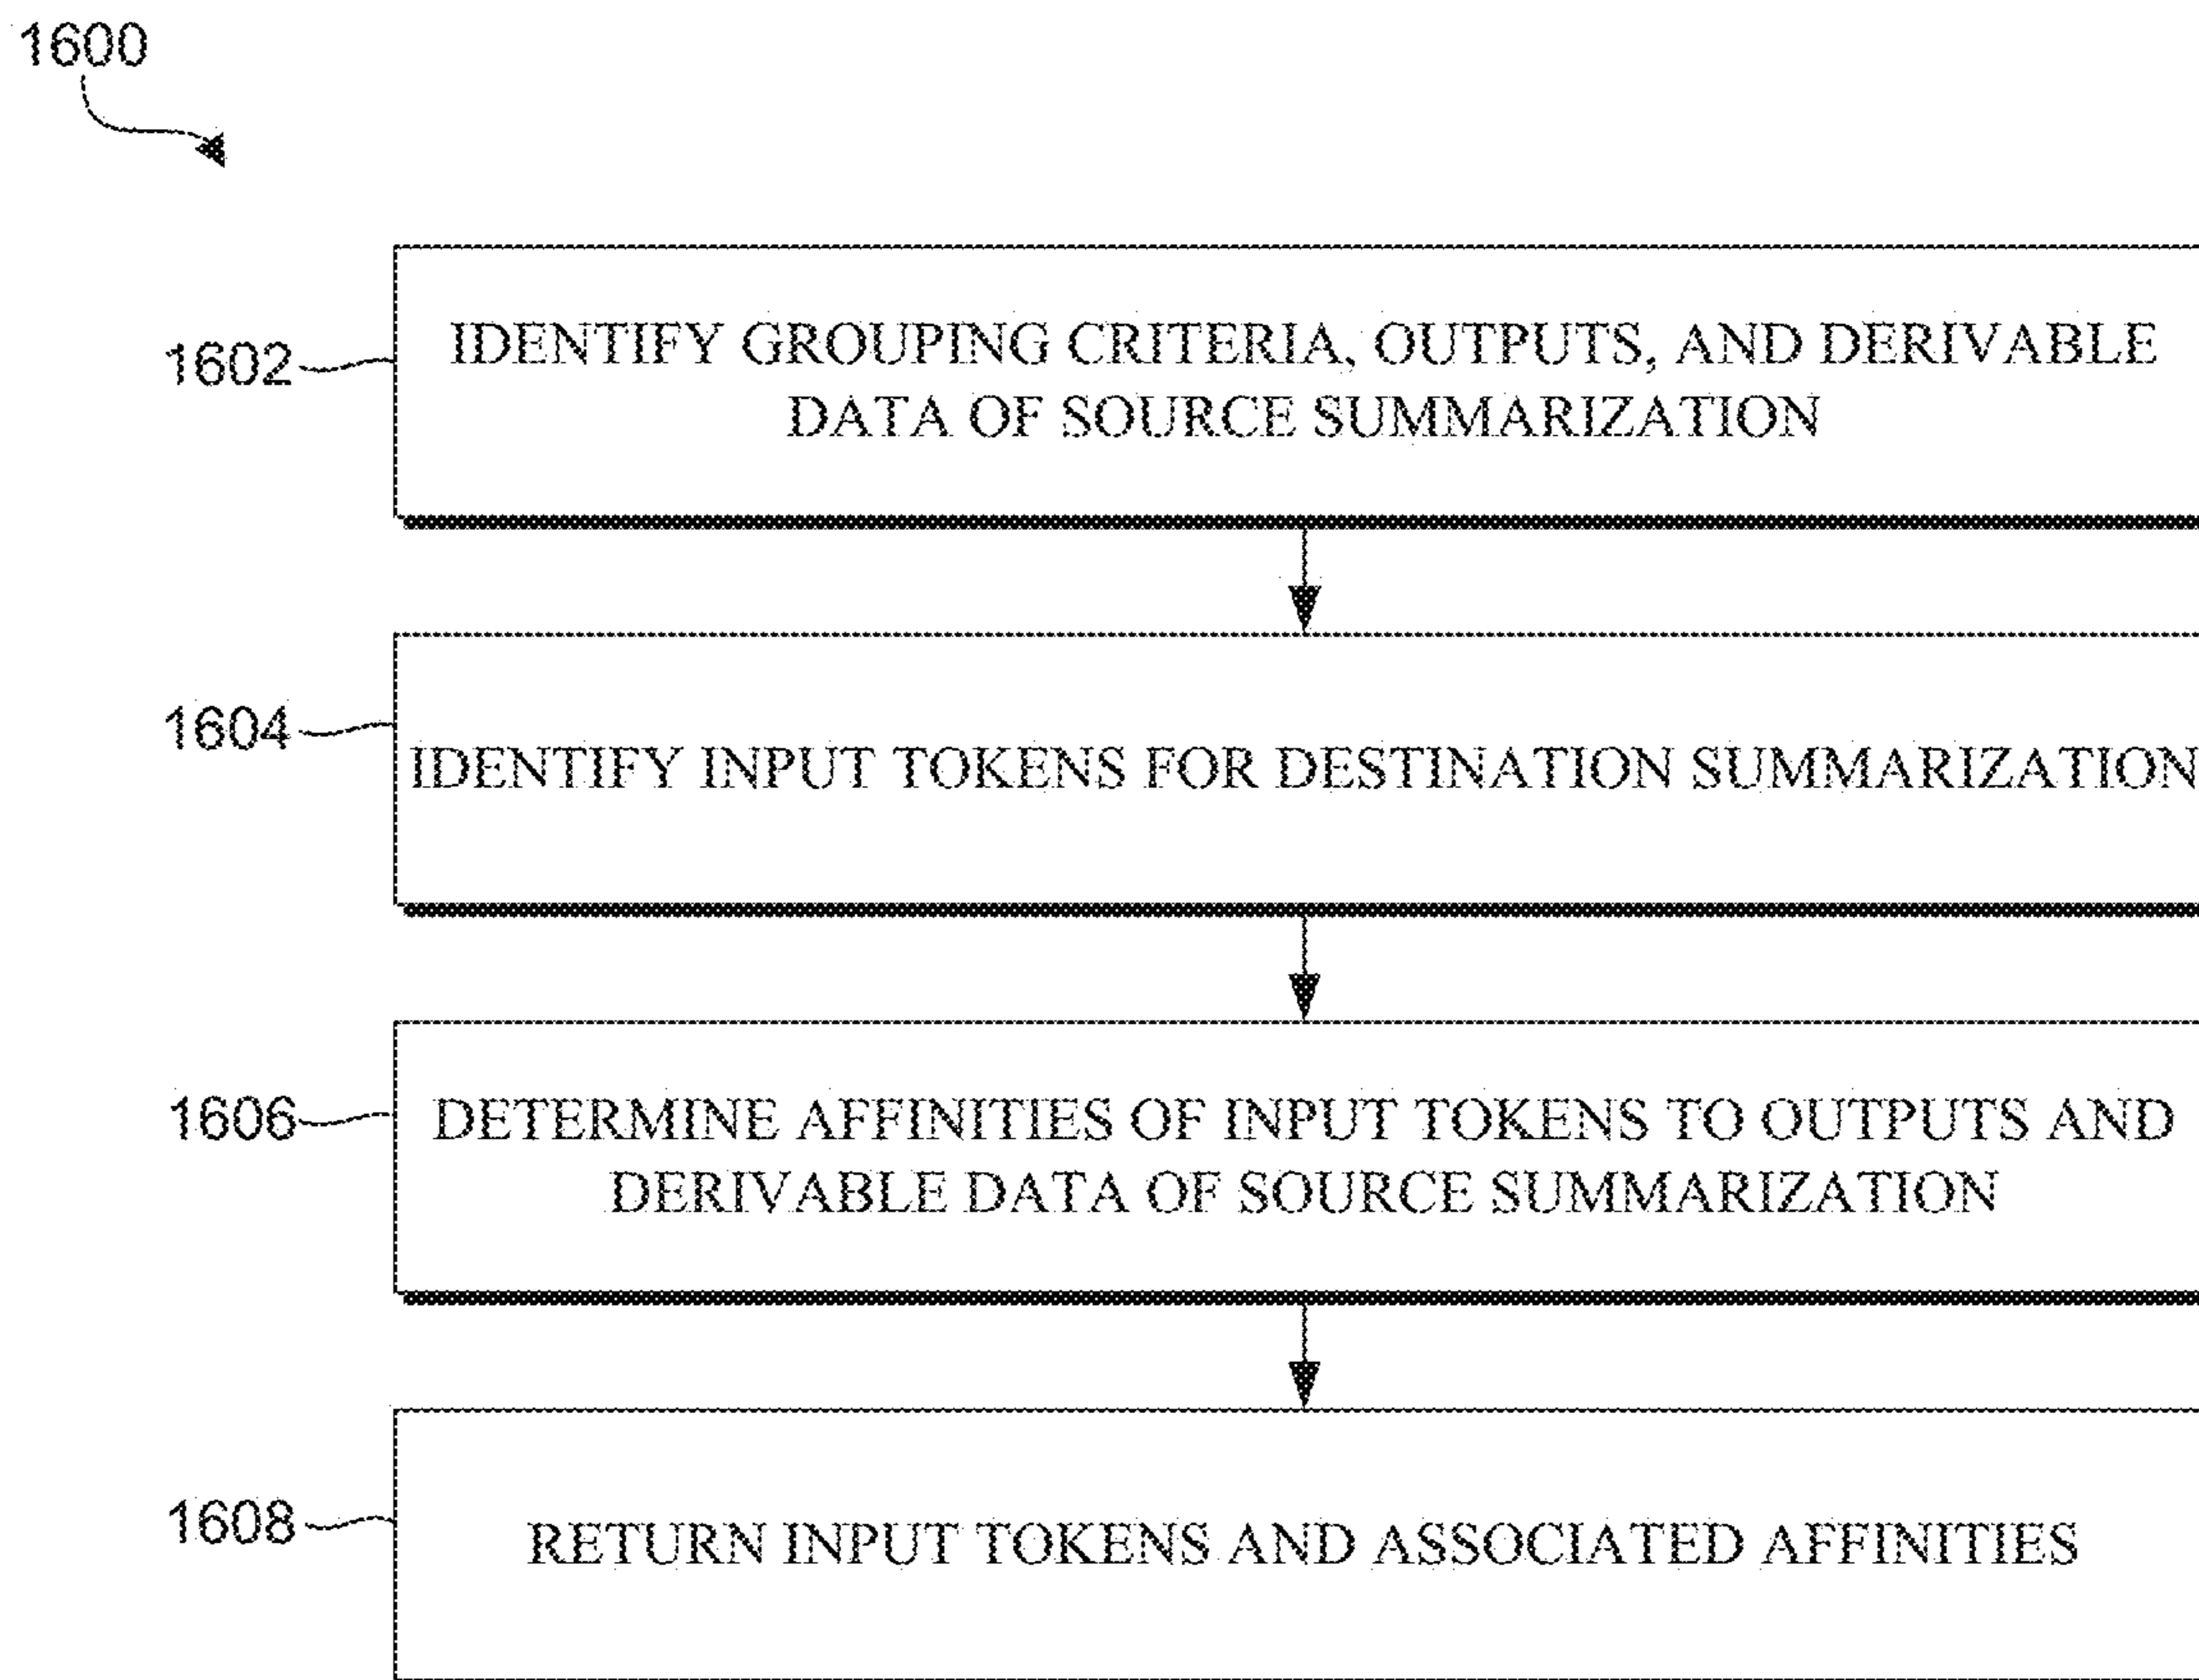 1600
1602
IDENTIFY GROUPING CRITERIA, OUTPUTS, AND DERIVABLE
DATA OF SOURCE SUMMARIZATION
1604
IDENTIFY INPUT TOKENS FOR DESTINATION SUMMARIZATION
1606
DETERMINE AFFINITIES OF INPUT TOKENS TO OUTPUTS AND
DERIVABLE DATA OF SOURCE SUMMARIZATION
1608
RETURN INPUT TOKENS AND ASSOCIATED AFFINITIES